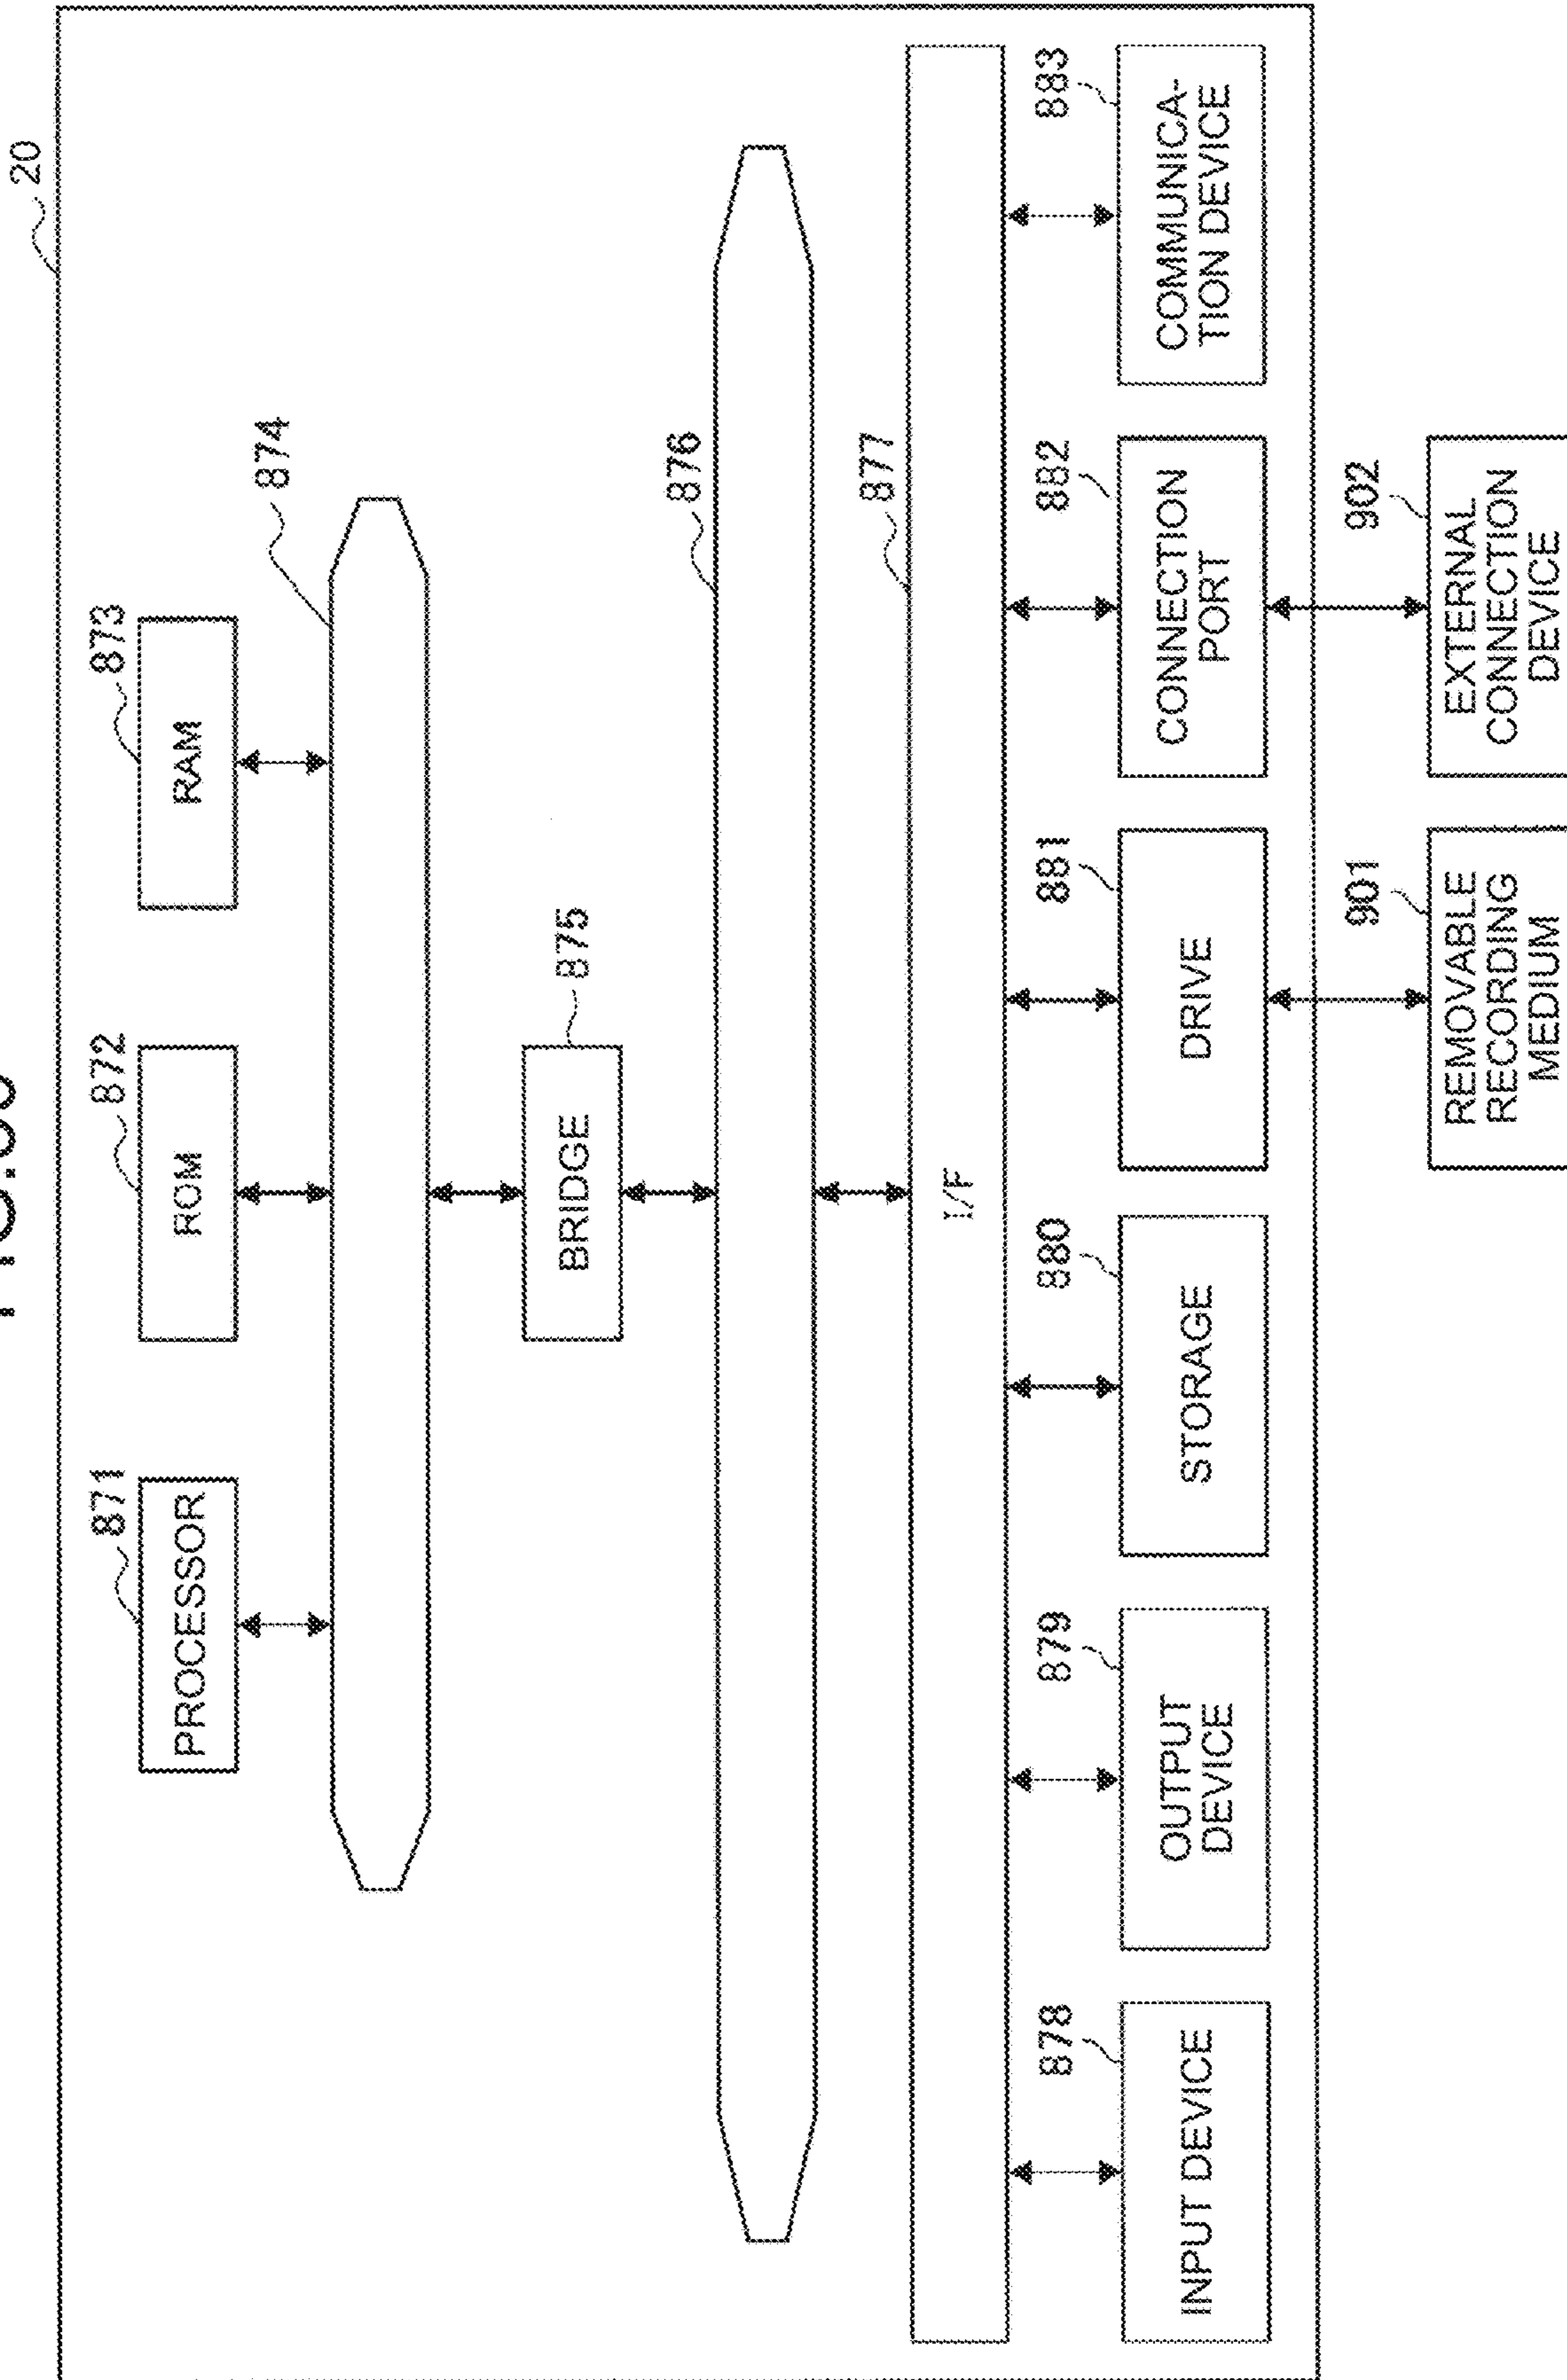 20
871
872
873
PROCESSOR
ROM
RAM
874
BRIDGE
875
876
877
I/F
878
879
880
881
882
883
INPUT DEVICE
OUTPUT
DEVICE
STORAGE
DRIVE
CONNECTION
PORT
COMMUNICA-
TION DEVICE
901
902
REMOVABLE
RECORDING
MEDIUM
EXTERNAL
CONNECTION
DEVICE